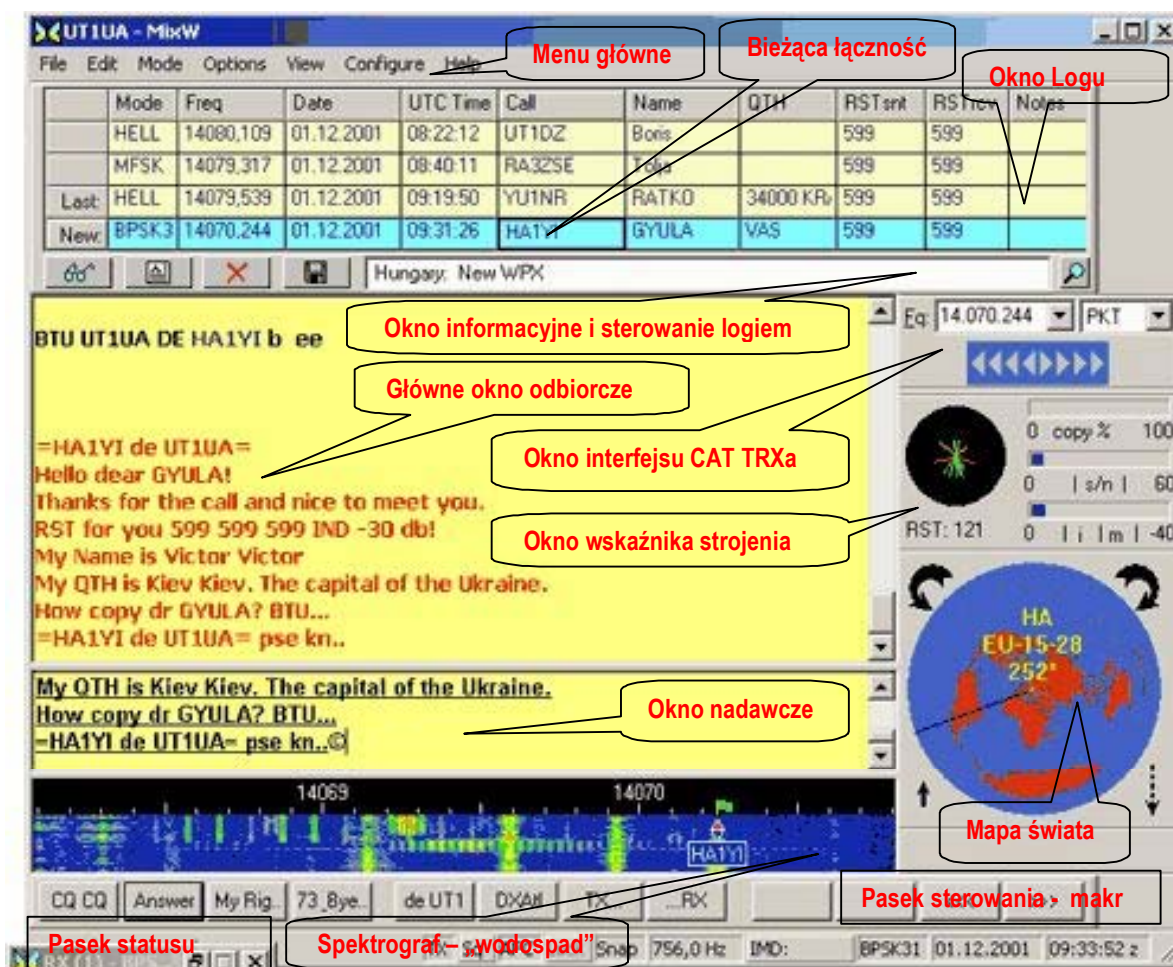 UT1UA - MixW
File Edit Mode Options View Configure Help
Menu główne
Bieżąca łączność
Okno Logu
Mode Freq Date UTC Time Call Name QTH RSTsnt RSTrcv Notes
HELL 14080,109 01.12.2001 08:22:12 UT1DZ Boris 599 599
MFSK 14079,317 01.12.2001 08:40:11 RA3ZSE 599 599
Last: HELL 14079,539 01.12.2001 09:19:50 YU1NR RATKO 34000 599 599
New: BPSK3 14070,244 01.12.2001 09:31:26 HA1YI GYULA VAS 599 599
Hungary: New WPX
Okno informacyjne i sterowanie logiem
Fq: 14.070.244 PKT
BTU UT1UA DE HA1YI b ee
Główne okno odbiorcze
0 copy % 100
=HA1YI de UT1UA=
Hello dear GYULA!
Okno interfejsu CAT TRXa
0 | s/n | 60
Thanks for the call and nice to meet you.
RST for you 599 599 599 IND -30 db!
Okno wskaźnika strojenia
RST: 121 0 | i | m | -40
My Name is Victor Victor
My QTH is Kiev Kiev. The capital of the Ukraine.
How copy dr GYULA? BTU...
=HA1YI de UT1UA= pse kn..
HA
EU-15-28
252°
My QTH is Kiev Kiev. The capital of the Ukraine.
How copy dr GYULA? BTU...
=HA1YI de UT1UA= pse kn..©
Okno nadawcze
14069 14070
HA1YI
Mapa świata
CQ CQ Answer My Rig.. 73_Bye.. de UT1 TX... ...RX
Pasek sterowania - makr
Pasek statusu
Spektrograf – „wodospad”
Snap 756,0 Hz IMD: BPSK31 01.12.2001 09:33:52 z